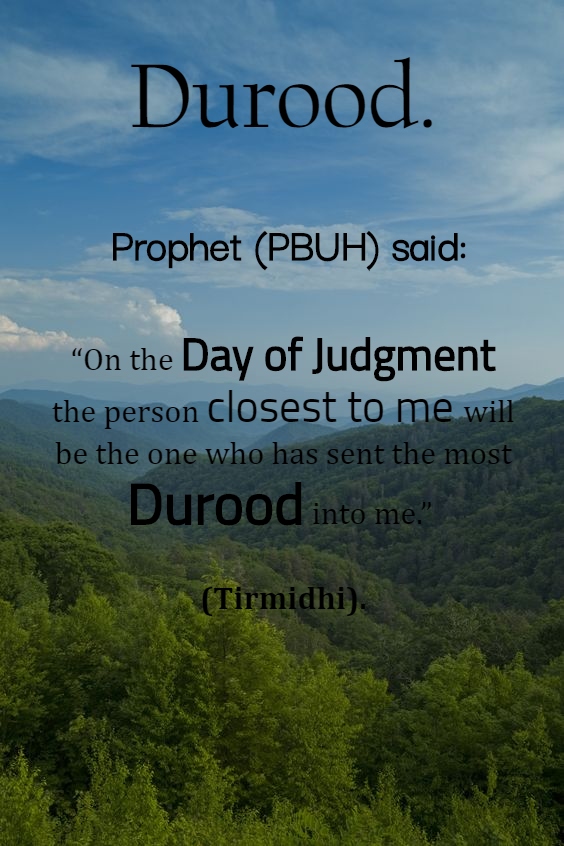 Durood.
Prophet (PBUH) said:
“On the Day of Judgment
the person closest to me will
be the one who has sent the most
Durood into me.”
(Tirmidhi).